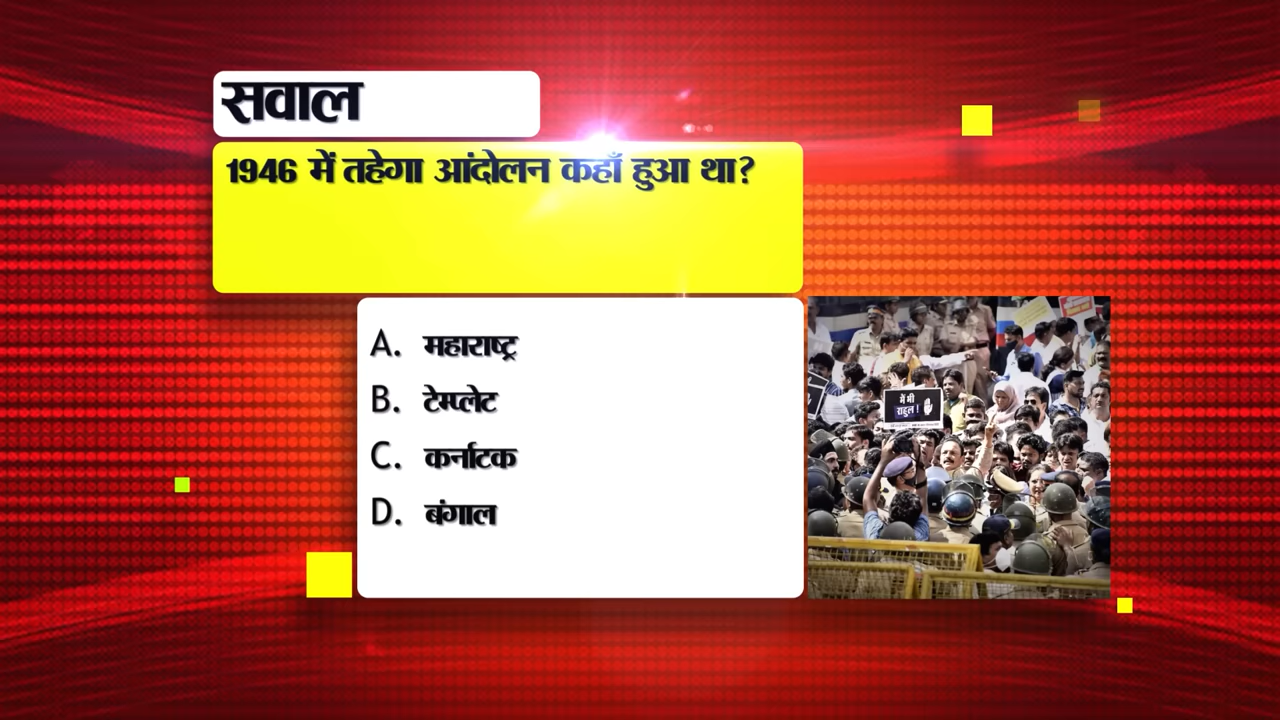 सवाल
1946 में तहेगा आंदोलन कहाँ हुआ था?
A. महाराष्ट्र
B. टेम्प्लेट
C. कर्नाटक
D. बंगाल
में भी
राहुल !